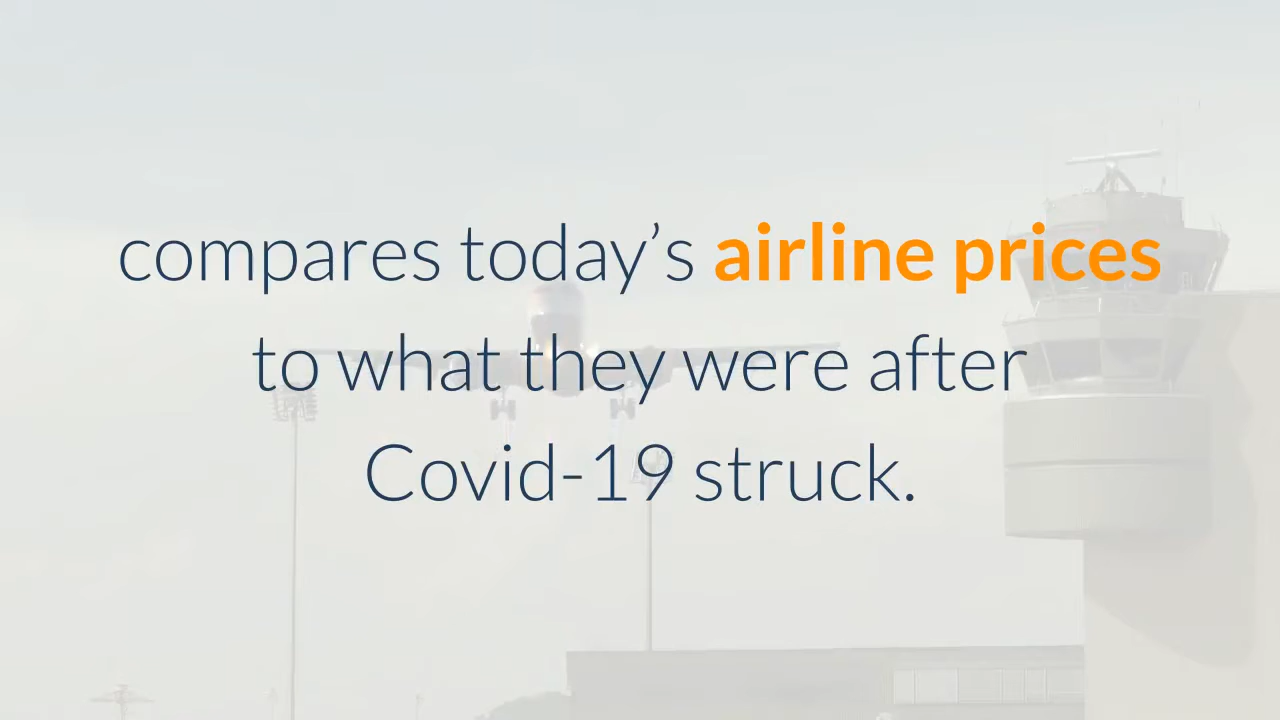 compares today’s airline prices
to what they were after
Covid-19 struck.